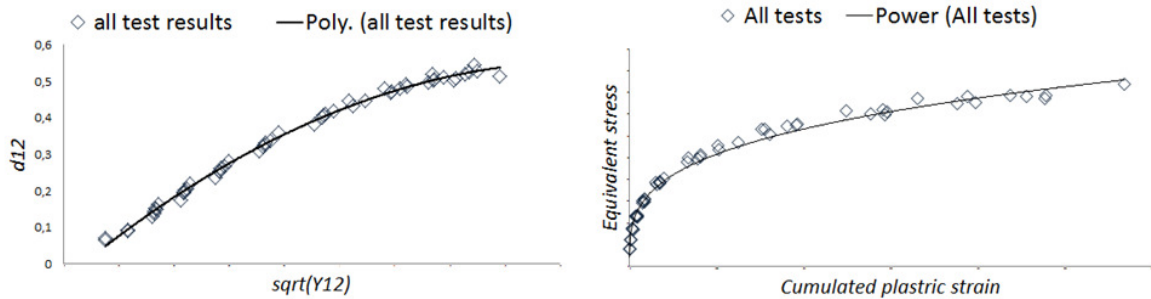 all test results
Poly. (all test results)
0,6
0,5
0,4
0,3
0,2
0,1
0
d12
sqrt(Y12)
All tests
Power (All tests)
Equivalent stress
Cumulated plastric strain